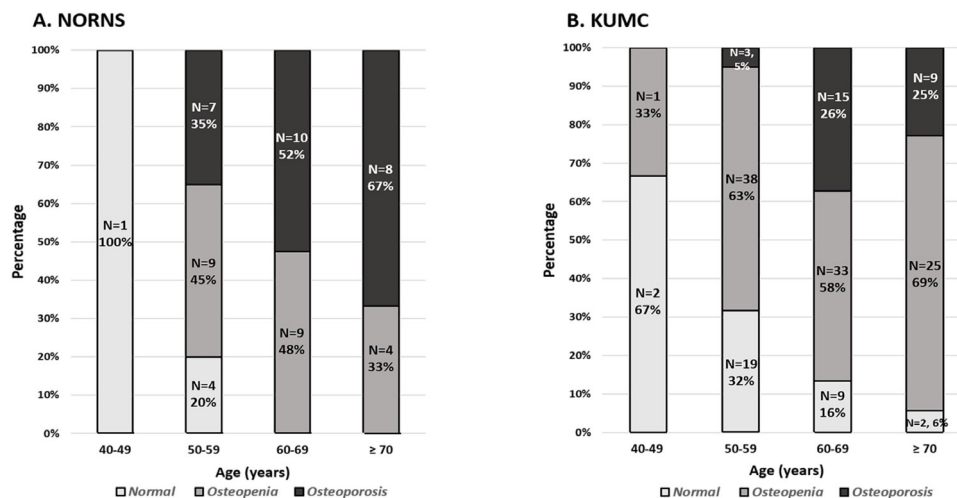 A. NORNS
100%
90%
80%
70%
60%
50%
40%
30%
20%
10%
0%
Percentage
N=1
100%
N=7
35%
N=9
45%
N=4
20%
N=10
52%
N=9
48%
N=8
67%
N=4
33%
40-49
50-59
60-69
≥ 70
Age (years)
Normal Osteopenia Osteoporosis
B. KUMC
100%
90%
80%
70%
60%
50%
40%
30%
20%
10%
0%
Percentage
N=1
33%
N=2
67%
N=3,
5%
N=38
63%
N=19
32%
N=15
26%
N=33
58%
N=9
16%
N=9
25%
N=25
69%
N=2, 6%
40-49
50-59
60-69
≥ 70
Age (years)
Normal Osteopenia Osteoporosis